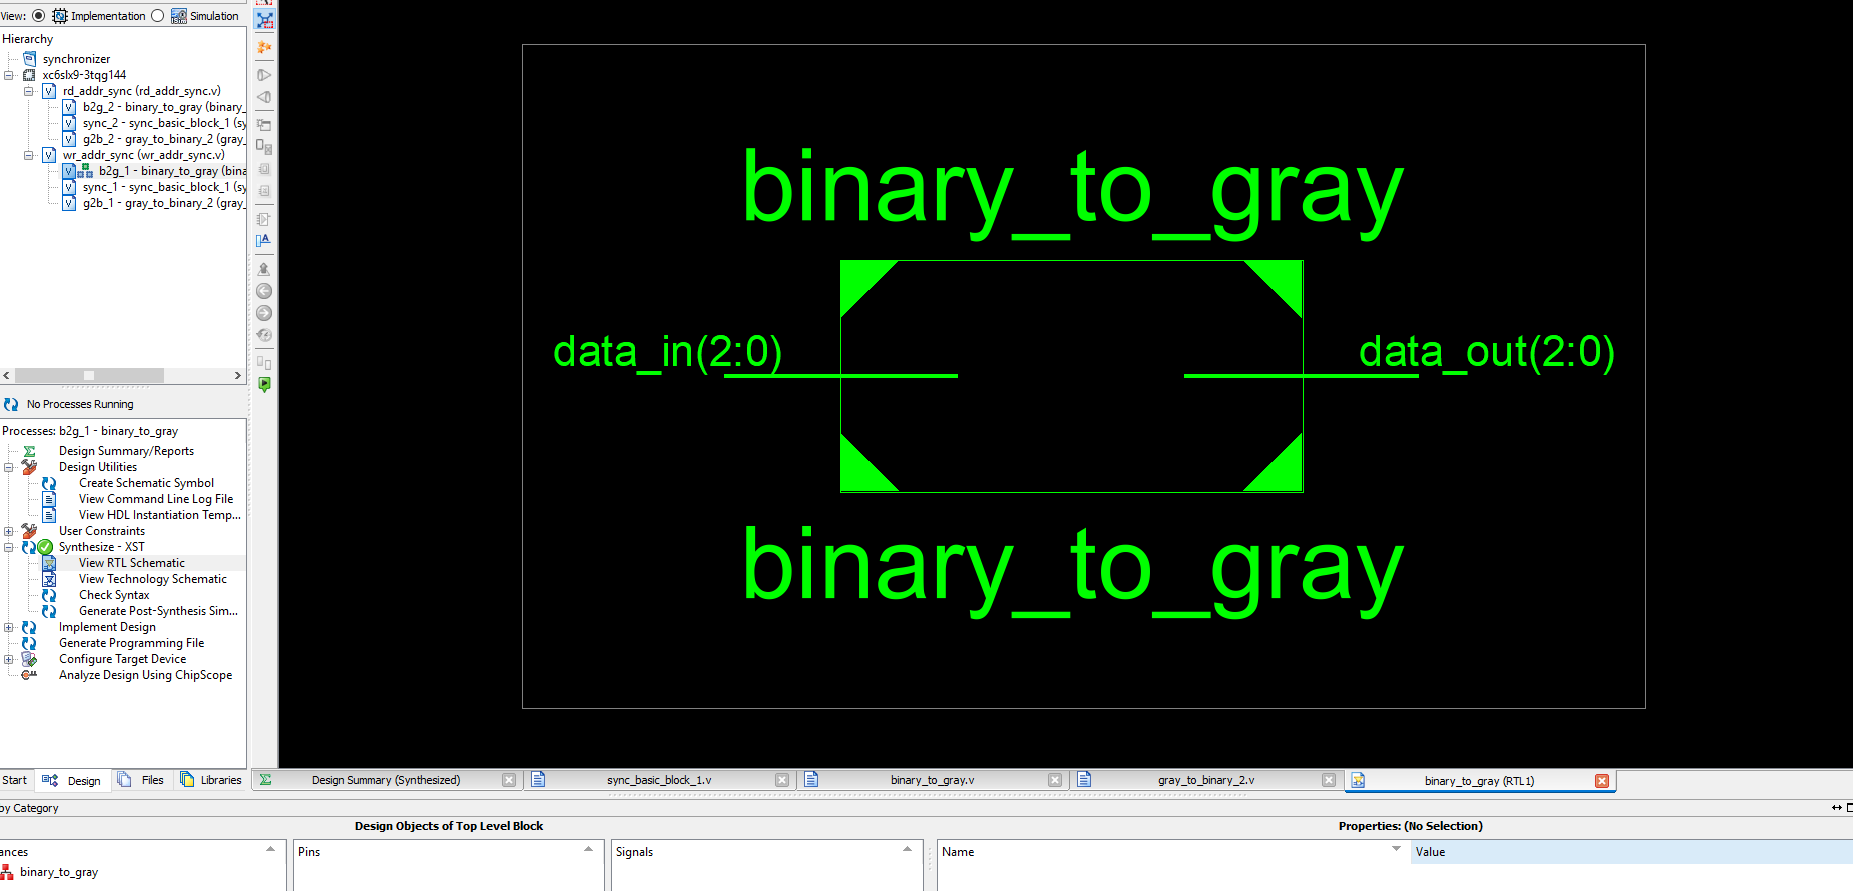 View: Implementation Simulation
Hierarchy
synchronizer
xc6slx9-3tqg144
rd_addr_sync (rd_addr_sync.v)
b2g_2 - binary_to_gray (binary_
sync_2 - sync_basic_block_1 (sy
g2b_2 - gray_to_binary_2 (gray_
wr_addr_sync (wr_addr_sync.v)
b2g_1 - binary_to_gray (bina
sync_1 - sync_basic_block_1 (sy
g2b_1 - gray_to_binary_2 (gray_
No Processes Running
Processes: b2g_1 - binary_to_gray
Design Summary/Reports
Design Utilities
Create Schematic Symbol
View Command Line Log File
View HDL Instantiation Temp...
User Constraints
Synthesize - XST
View RTL Schematic
View Technology Schematic
Check Syntax
Generate Post-Synthesis Sim...
Implement Design
Generate Programming File
Configure Target Device
Analyze Design Using ChipScope
Start Design Files Libraries
binary_to_gray
data_in(2:0) data_out(2:0)
binary_to_gray
Design Summary (Synthesized) sync_basic_block_1.v binary_to_gray.v gray_to_binary_2.v binary_to_gray (RTL1)
by Category
Design Objects of Top Level Block Properties: (No Selection)
ances Pins Signals Name Value
binary_to_gray